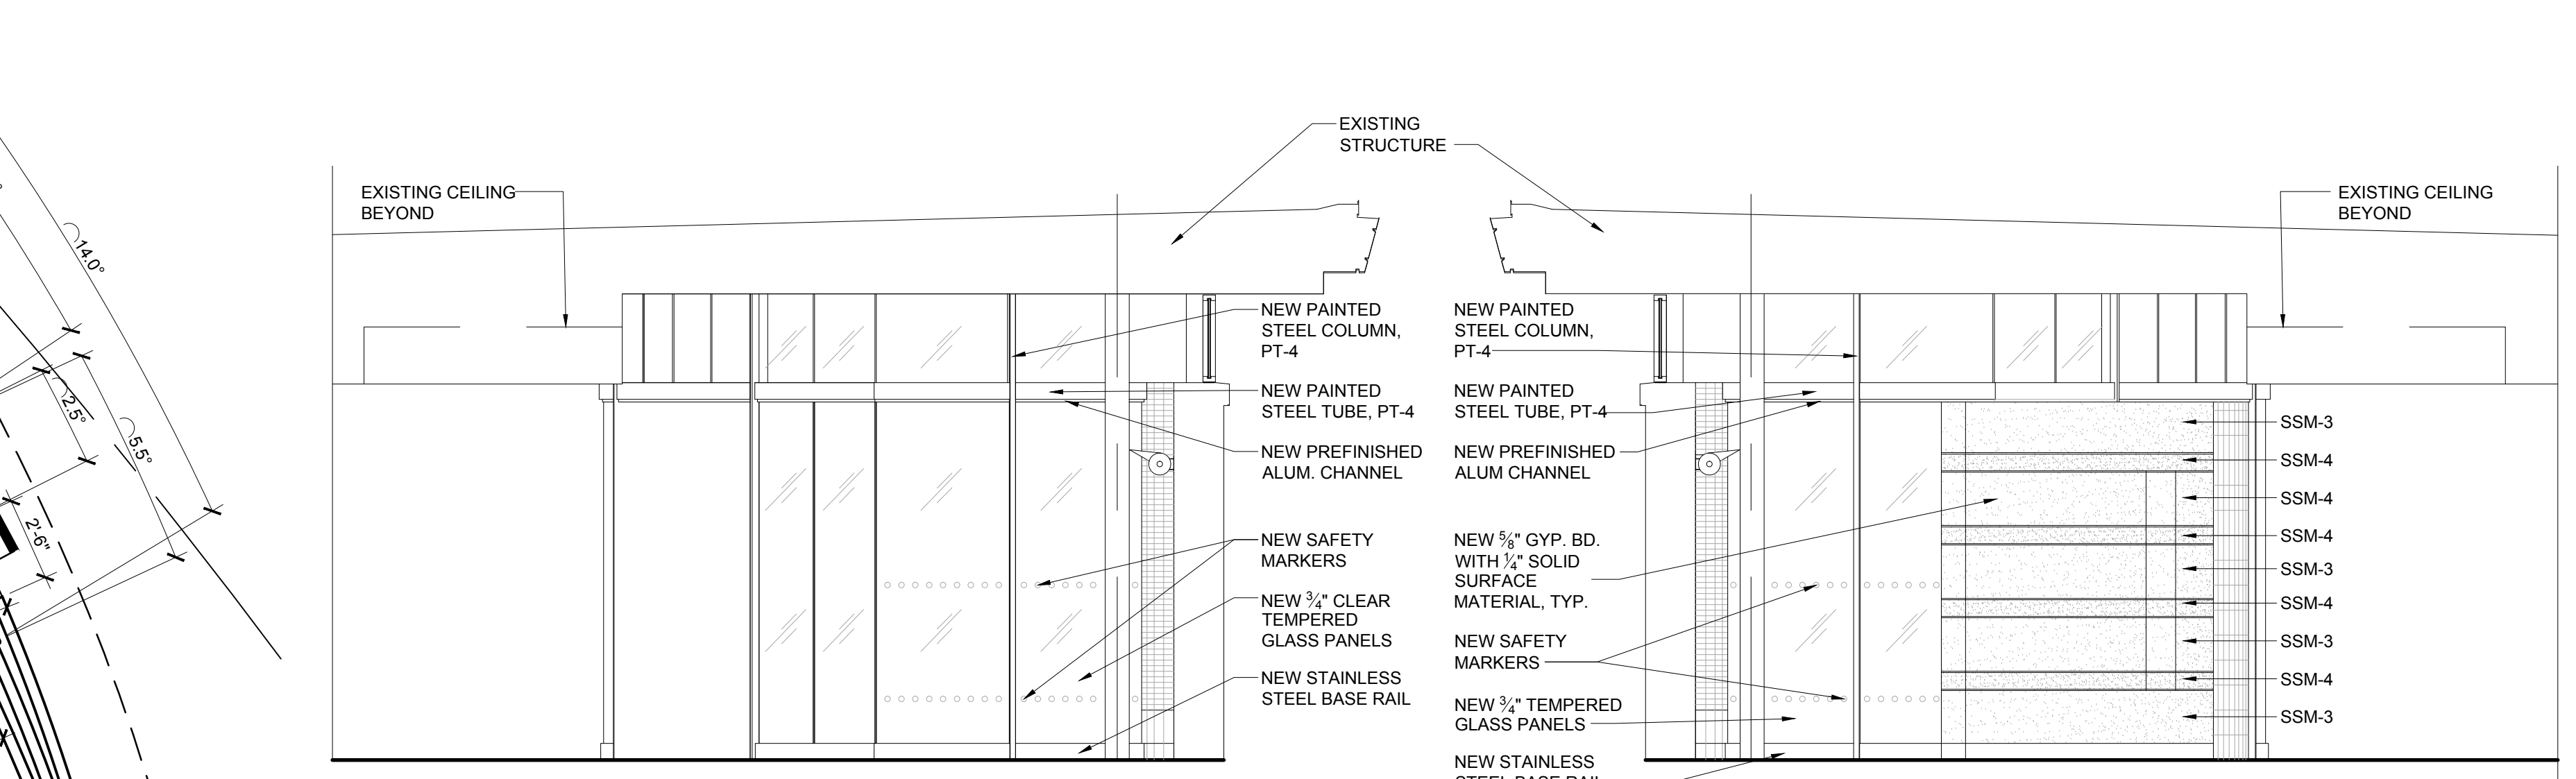 14.0°
2.5°
5.5°
2'-6"
EXISTING CEILING
BEYOND
EXISTING
STRUCTURE
EXISTING CEILING
BEYOND
NEW PAINTED
STEEL COLUMN,
PT-4
NEW PAINTED
STEEL TUBE, PT-4
NEW PREFINISHED
ALUM. CHANNEL
NEW SAFETY
MARKERS
NEW 3/4" CLEAR
TEMPERED
GLASS PANELS
NEW STAINLESS
STEEL BASE RAIL
NEW PAINTED
STEEL COLUMN,
PT-4
NEW PAINTED
STEEL TUBE, PT-4
NEW PREFINISHED
ALUM CHANNEL
NEW 5/8" GYP. BD.
WITH 1/4" SOLID
SURFACE
MATERIAL, TYP.
NEW SAFETY
MARKERS
NEW 3/4" TEMPERED
GLASS PANELS
NEW STAINLESS
STEEL BASE RAIL
SSM-3
SSM-4
SSM-4
SSM-4
SSM-3
SSM-4
SSM-3
SSM-4
SSM-3